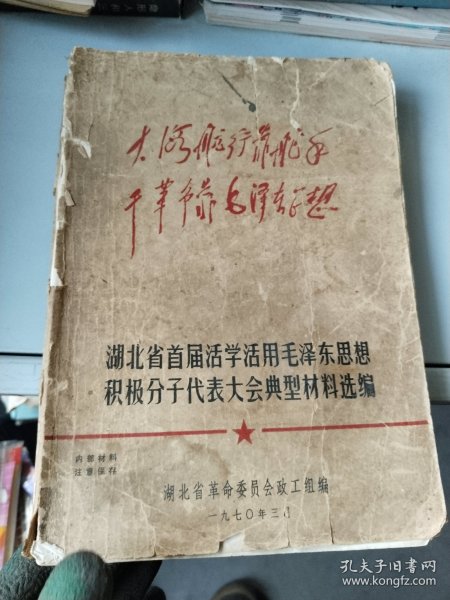 大海航行靠舵手
干革命靠毛泽东思想
湖北省首届活学活用毛泽东思想
积极分子代表大会典型材料选编
内部材料
注意保存
湖北省革命委员会政工组编
一九七〇年三月
孔夫子旧书网
www.kongfz.com